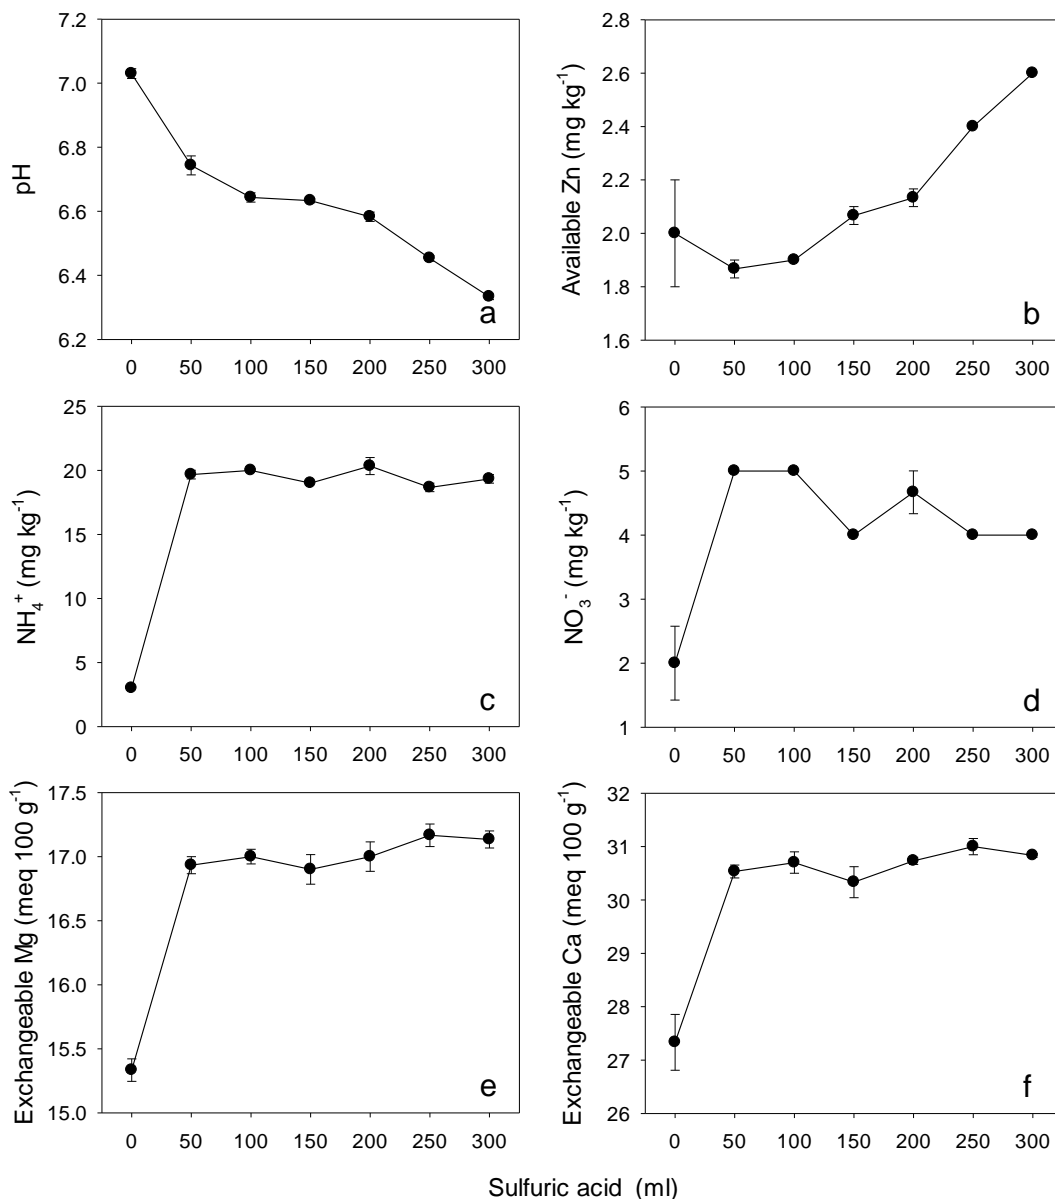 7.2
7.0
6.8
6.6
6.4
6.2
pH
a
0 50 100 150 200 250 300
2.8
2.6
2.4
2.2
2.0
1.8
1.6
Available Zn (mg kg⁻¹)
b
0 50 100 150 200 250 300
25
20
15
10
5
0
NH₄⁺ (mg kg⁻¹)
c
0 50 100 150 200 250 300
6
5
4
3
2
1
NO₃⁻ (mg kg⁻¹)
d
0 50 100 150 200 250 300
17.5
17.0
16.5
16.0
15.5
15.0
Exchangeable Mg (meq 100 g⁻¹)
e
0 50 100 150 200 250 300
32
31
30
29
28
27
26
Exchangeable Ca (meq 100 g⁻¹)
f
0 50 100 150 200 250 300
Sulfuric acid (ml)